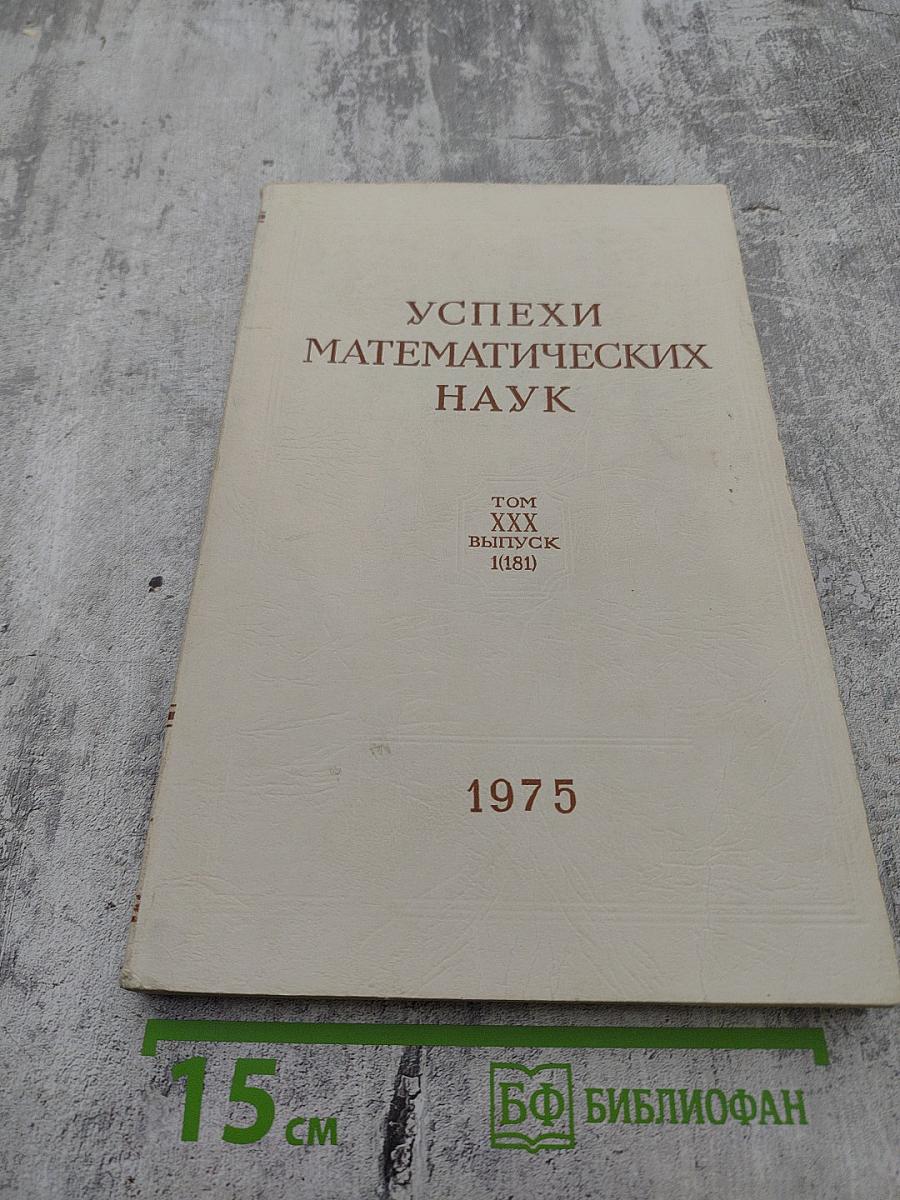 УСПЕХИ
МАТЕМАТИЧЕСКИХ
НАУК
ТОМ
XXX
ВЫПУСК
1(181)
1975
15 см
БФ БИБЛИОФАН